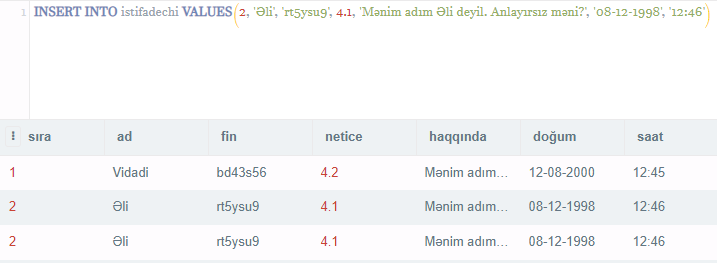 1 INSERT INTO istifadechi VALUES(2, 'Əli', 'rt5ysu9', 4.1, 'Mənim adım Əli deyil. Anlayırsız məni?', '08-12-1998', '12:46')
sıra ad fin netice haqqında doğum saat
1 Vidadi bd43s56 4.2 Mənim adım... 12-08-2000 12:45
2 Əli rt5ysu9 4.1 Mənim adım... 08-12-1998 12:46
2 Əli rt5ysu9 4.1 Mənim adım... 08-12-1998 12:46